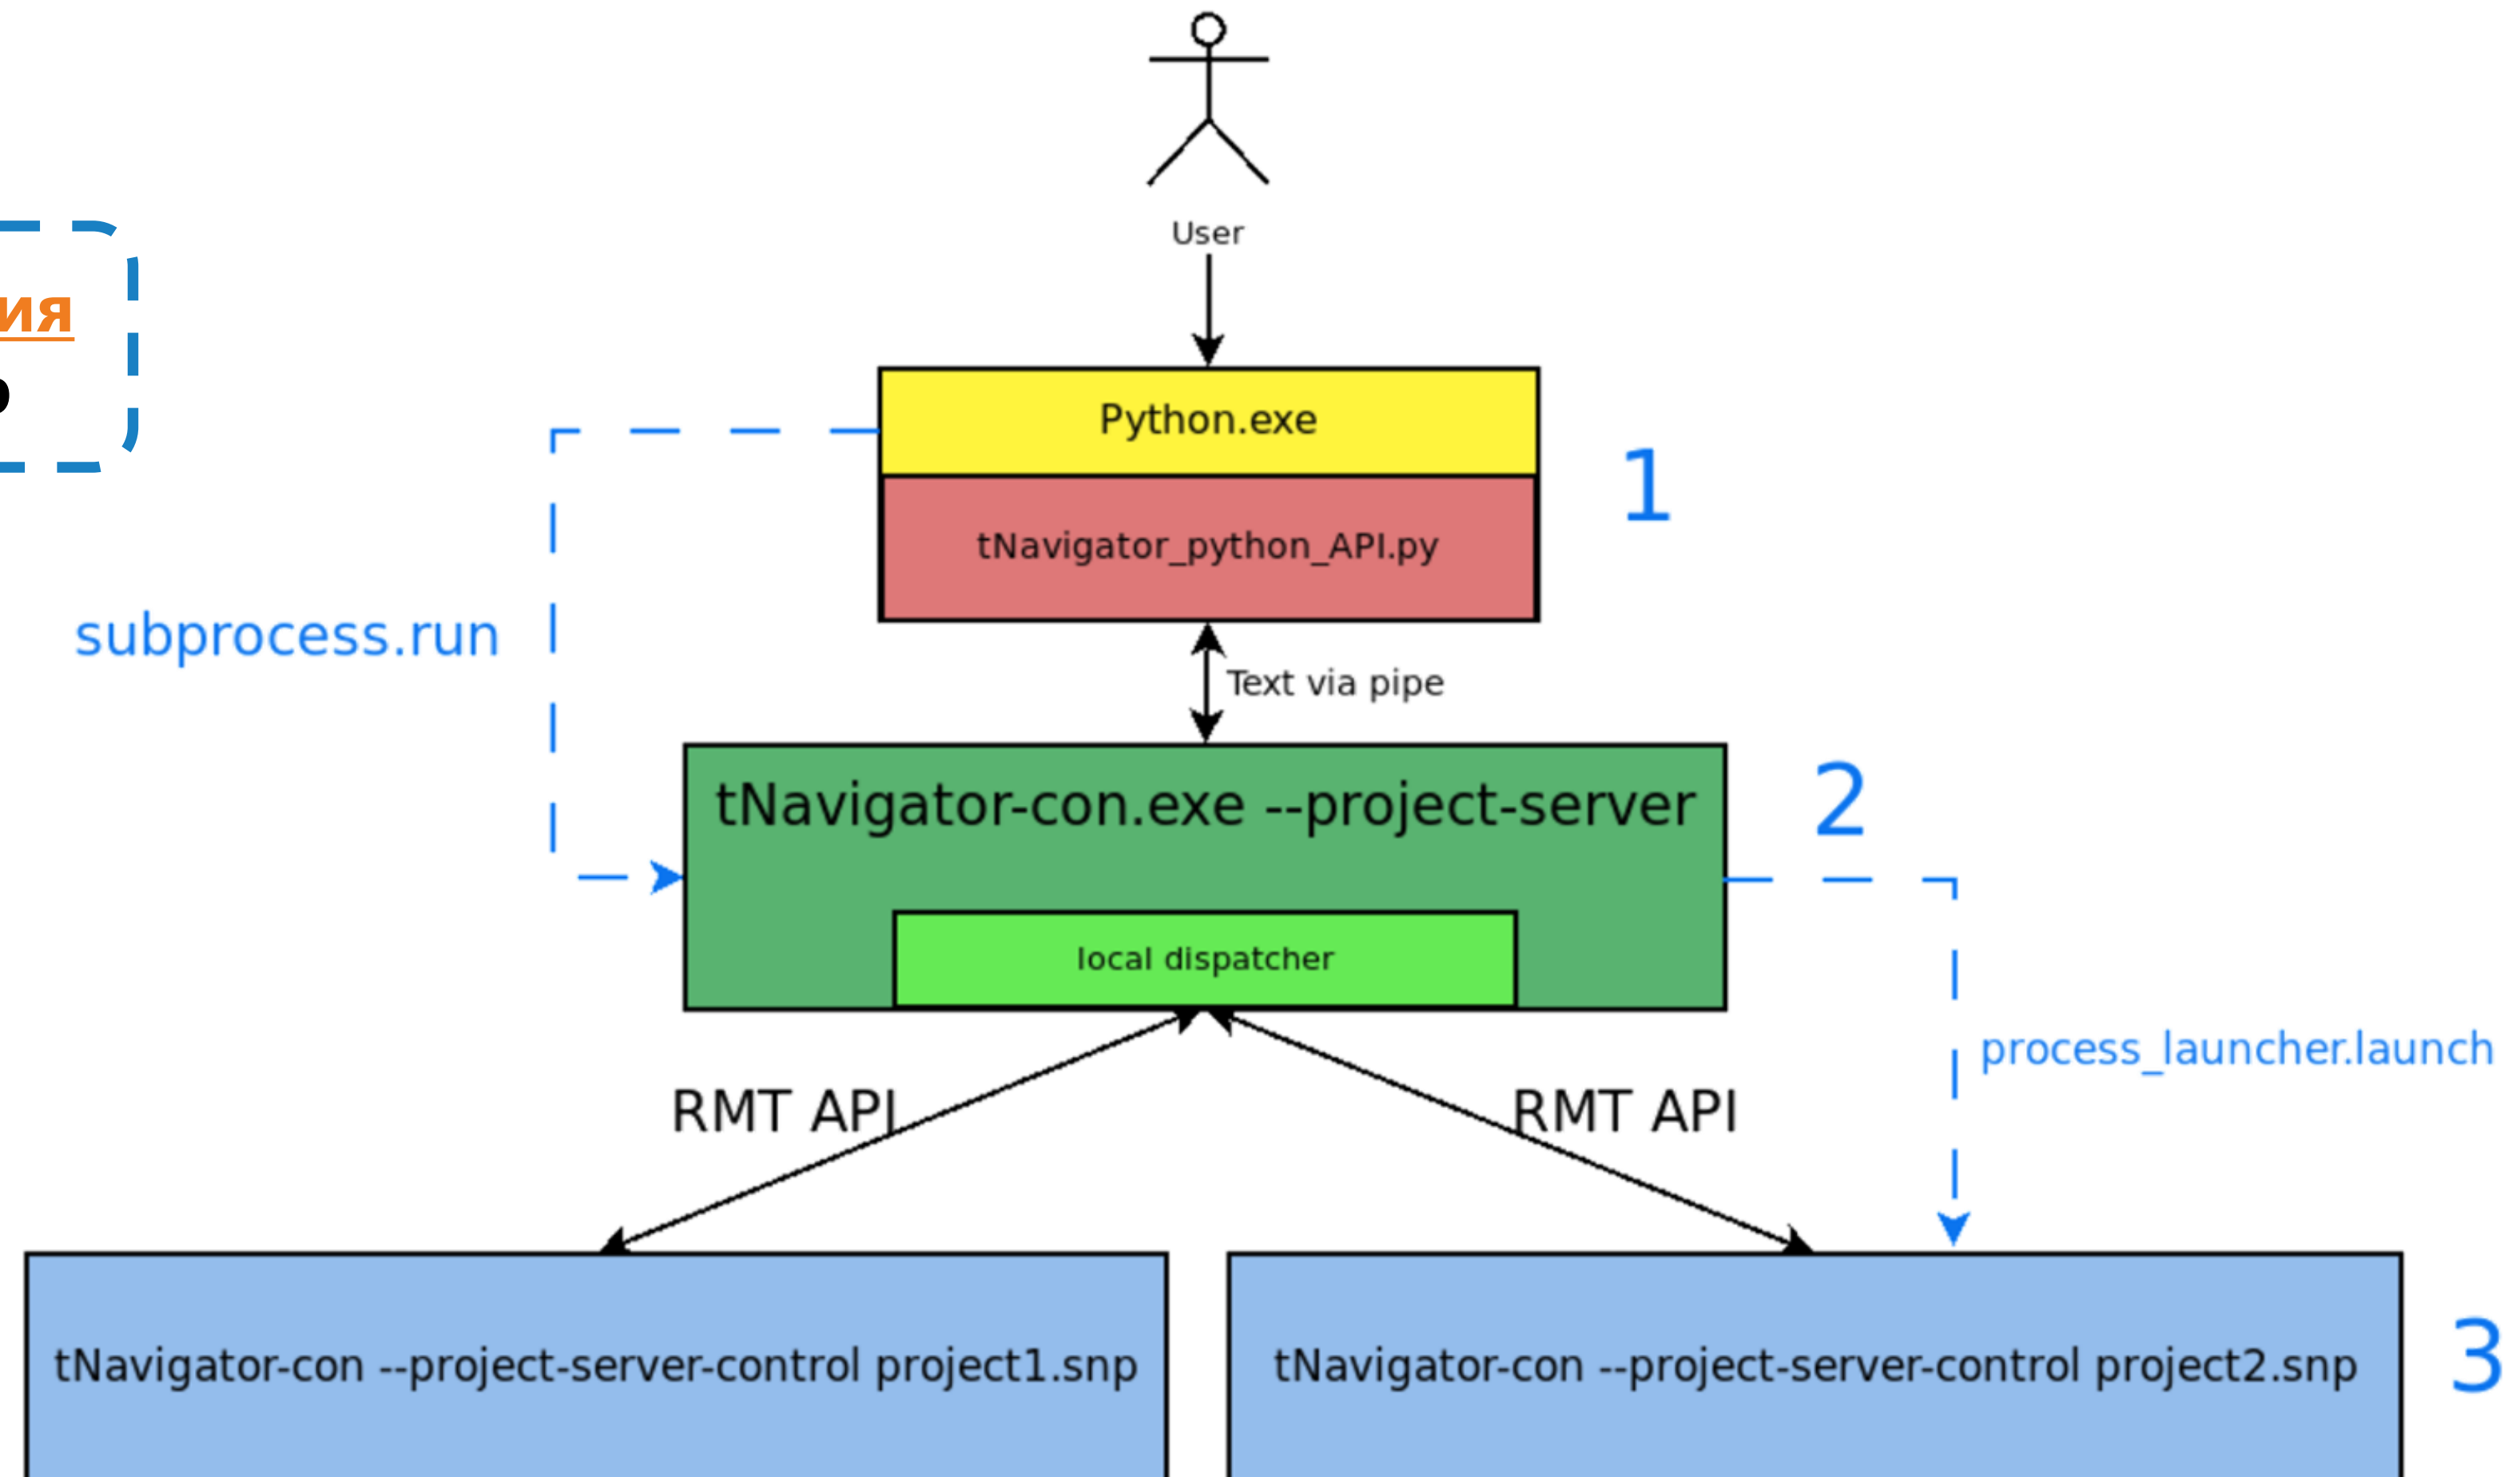 User
ия
Python.exe
1
tNavigator_python_API.py
subprocess.run
Text via pipe
tNavigator-con.exe --project-server
2
local dispatcher
process_launcher.launch
RMT API
RMT API
tNavigator-con --project-server-control project1.snp
tNavigator-con --project-server-control project2.snp
3